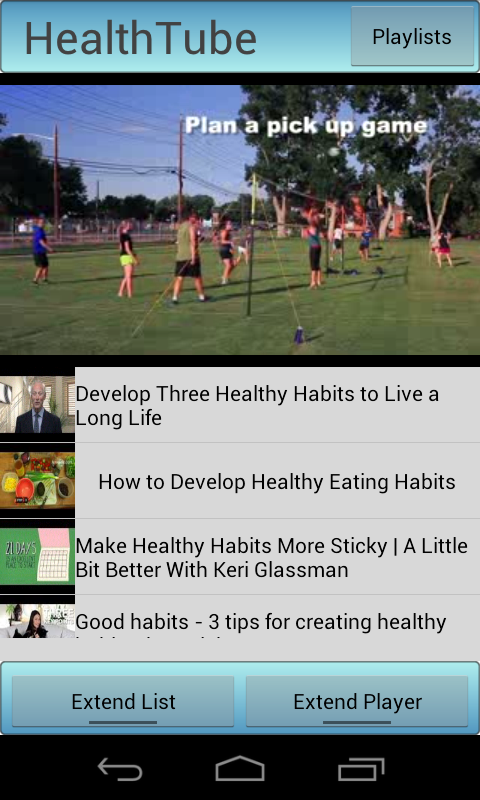 HealthTube
Playlists
Plan a pick up game
Develop Three Healthy Habits to Live a
Long Life
How to Develop Healthy Eating Habits
21 DAYS
Make Healthy Habits More Sticky | A Little
Bit Better With Keri Glassman
Good habits - 3 tips for creating healthy
Extend List
Extend Player